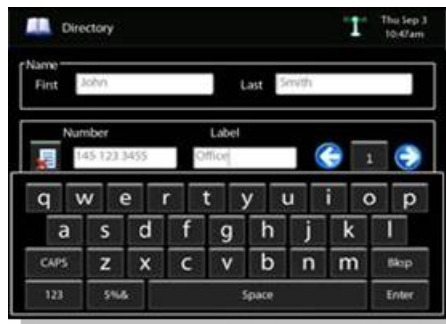 Directory
Thu Sep 3
10:47am
Name
First John Last Smith
Number Label
145 123 3455 Office
1
q w e r t y u i o p
a s d f g h j k l
CAPS z x c v b n m Bksp
123 5%& Space Enter